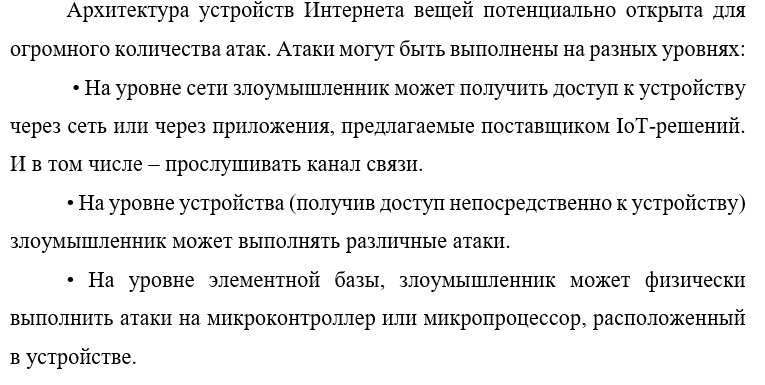 Архитектура устройств Интернета вещей потенциально открыта для
огромного количества атак. Атаки могут быть выполнены на разных уровнях:
• На уровне сети злоумышленник может получить доступ к устройству
через сеть или через приложения, предлагаемые поставщиком IoT-решений.
И в том числе – прослушивать канал связи.
• На уровне устройства (получив доступ непосредственно к устройству)
злоумышленник может выполнять различные атаки.
• На уровне элементной базы, злоумышленник может физически
выполнить атаки на микроконтроллер или микропроцессор, расположенный
в устройстве.